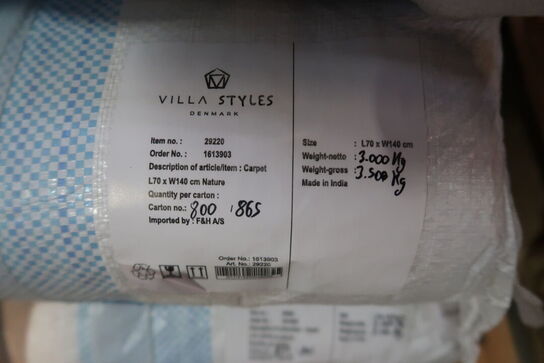 VILLA STYLES
DENMARK
Item no. : 29220
Order No. : 1613903
Description of article/item : Carpet
L70 x W140 cm Nature
Quantity per carton :
Carton no.: 800 / 865
Imported by : F&H A/S
Order No.: 1613903
Art. No.: 29220
Size : L70 x W140 cm
Weight-netto : 3.000 Kg
Weight-gross : 3.500 Kg
Made in India